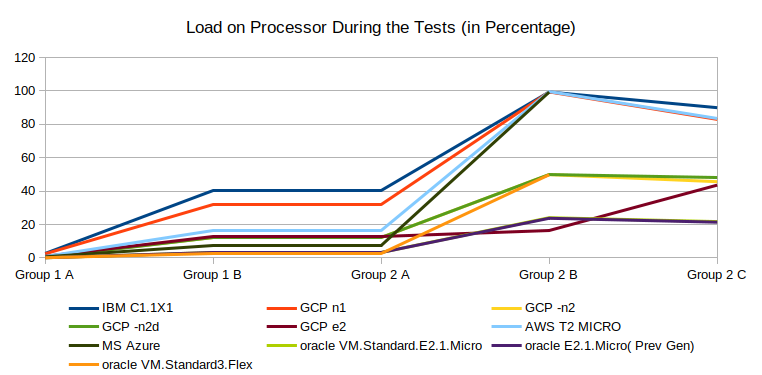 Load on Processor During the Tests (in Percentage)
120
100
80
60
40
20
0
Group 1 A Group 1 B Group 2 A Group 2 B Group 2 C
IBM C1.1X1 GCP n1 GCP -n2
GCP -n2d GCP e2 AWS T2 MICRO
MS Azure oracle VM.Standard.E2.1.Micro oracle E2.1.Micro( Prev Gen)
oracle VM.Standard3.Flex